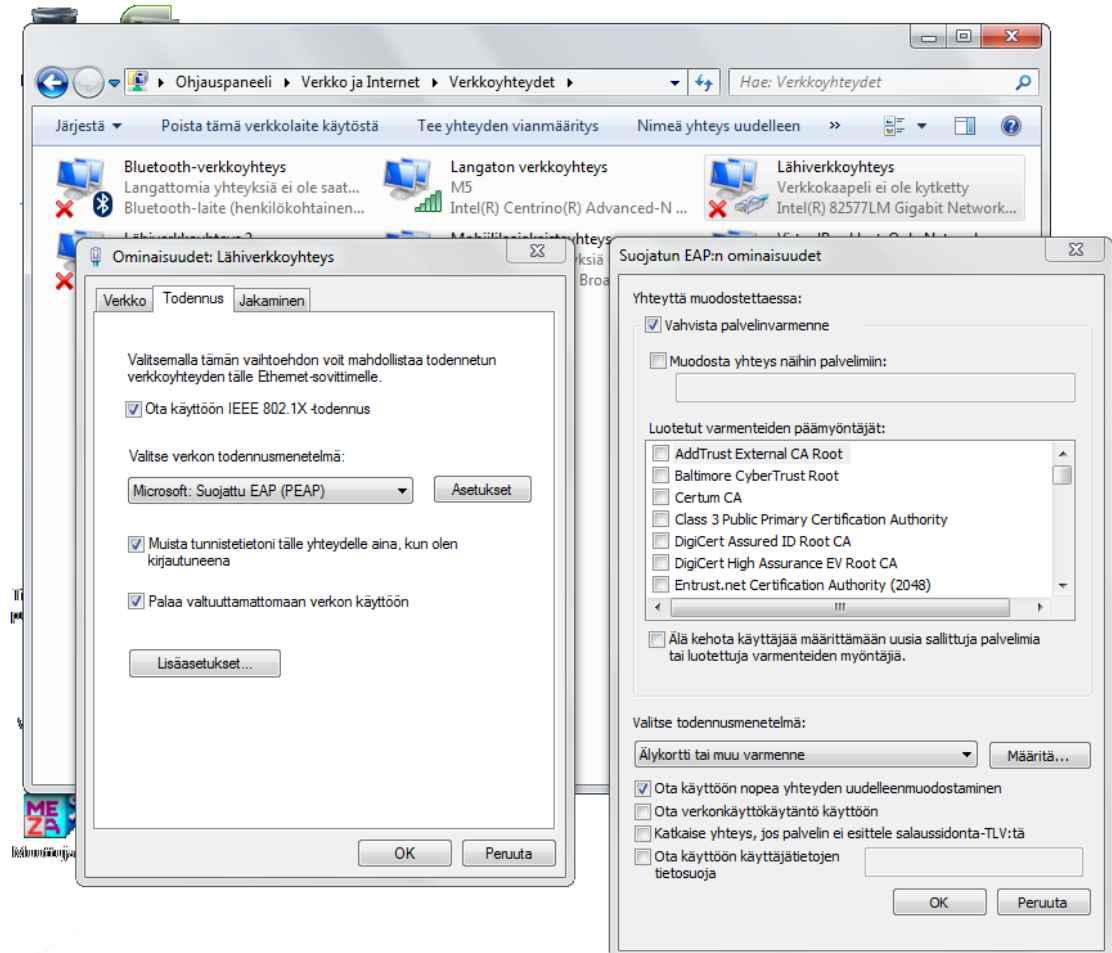 Ohjauspaneeli ▸ Verkko ja Internet ▸ Verkkoyhteydet ▸
Hae: Verkkoyhteydet
Järjestä Poista tämä verkkolaite käytöstä Tee yhteyden vianmääritys Nimeä yhteys uudelleen »
Bluetooth-verkkoyhteys
Langattomia yhteyksiä ei ole saat...
Bluetooth-laite (henkilökohtainen...
Langaton verkkoyhteys
M5
Intel(R) Centrino(R) Advanced-N ...
Lähiverkkoyhteys
Verkkokaapeli ei ole kytketty
Intel(R) 82577LM Gigabit Network...
Ominaisuudet: Lähiverkkoyhteys
Verkko Todennus Jakaminen
Valitsemalla tämän vaihtoehdon voit mahdollistaa todennetun
verkkoyhteyden tälle Ethernet-sovittimelle.
Ota käyttöön IEEE 802.1X -todennus
Valitse verkon todennusmenetelmä:
Microsoft: Suojattu EAP (PEAP) Asetukset
Muista tunnistetietoni tälle yhteydelle aina, kun olen
kirjautuneena
Palaa valtuuttamattomaan verkon käyttöön
Lisäasetukset...
OK Peruuta
Suojatun EAP:n ominaisuudet
Yhteyttä muodostettaessa:
Vahvista palvelinvarmenne
Muodosta yhteys näihin palvelimiin:
Luotetut varmenteiden päämyöntäjät:
AddTrust External CA Root
Baltimore CyberTrust Root
Certum CA
Class 3 Public Primary Certification Authority
DigiCert Assured ID Root CA
DigiCert High Assurance EV Root CA
Entrust.net Certification Authority (2048)
Älä kehota käyttäjää määrittämään uusia sallittuja palvelimia
tai luotettuja varmenteiden myöntäjiä.
Valitse todennusmenetelmä:
Älykortti tai muu varmenne Määritä...
Ota käyttöön nopea yhteyden uudelleenmuodostaminen
Ota verkonkäyttökäytäntö käyttöön
Katkaise yhteys, jos palvelin ei esittele salaussidonta-TLV:tä
Ota käyttöön käyttäjätietojen
tietosuoja
OK Peruuta
MEZA